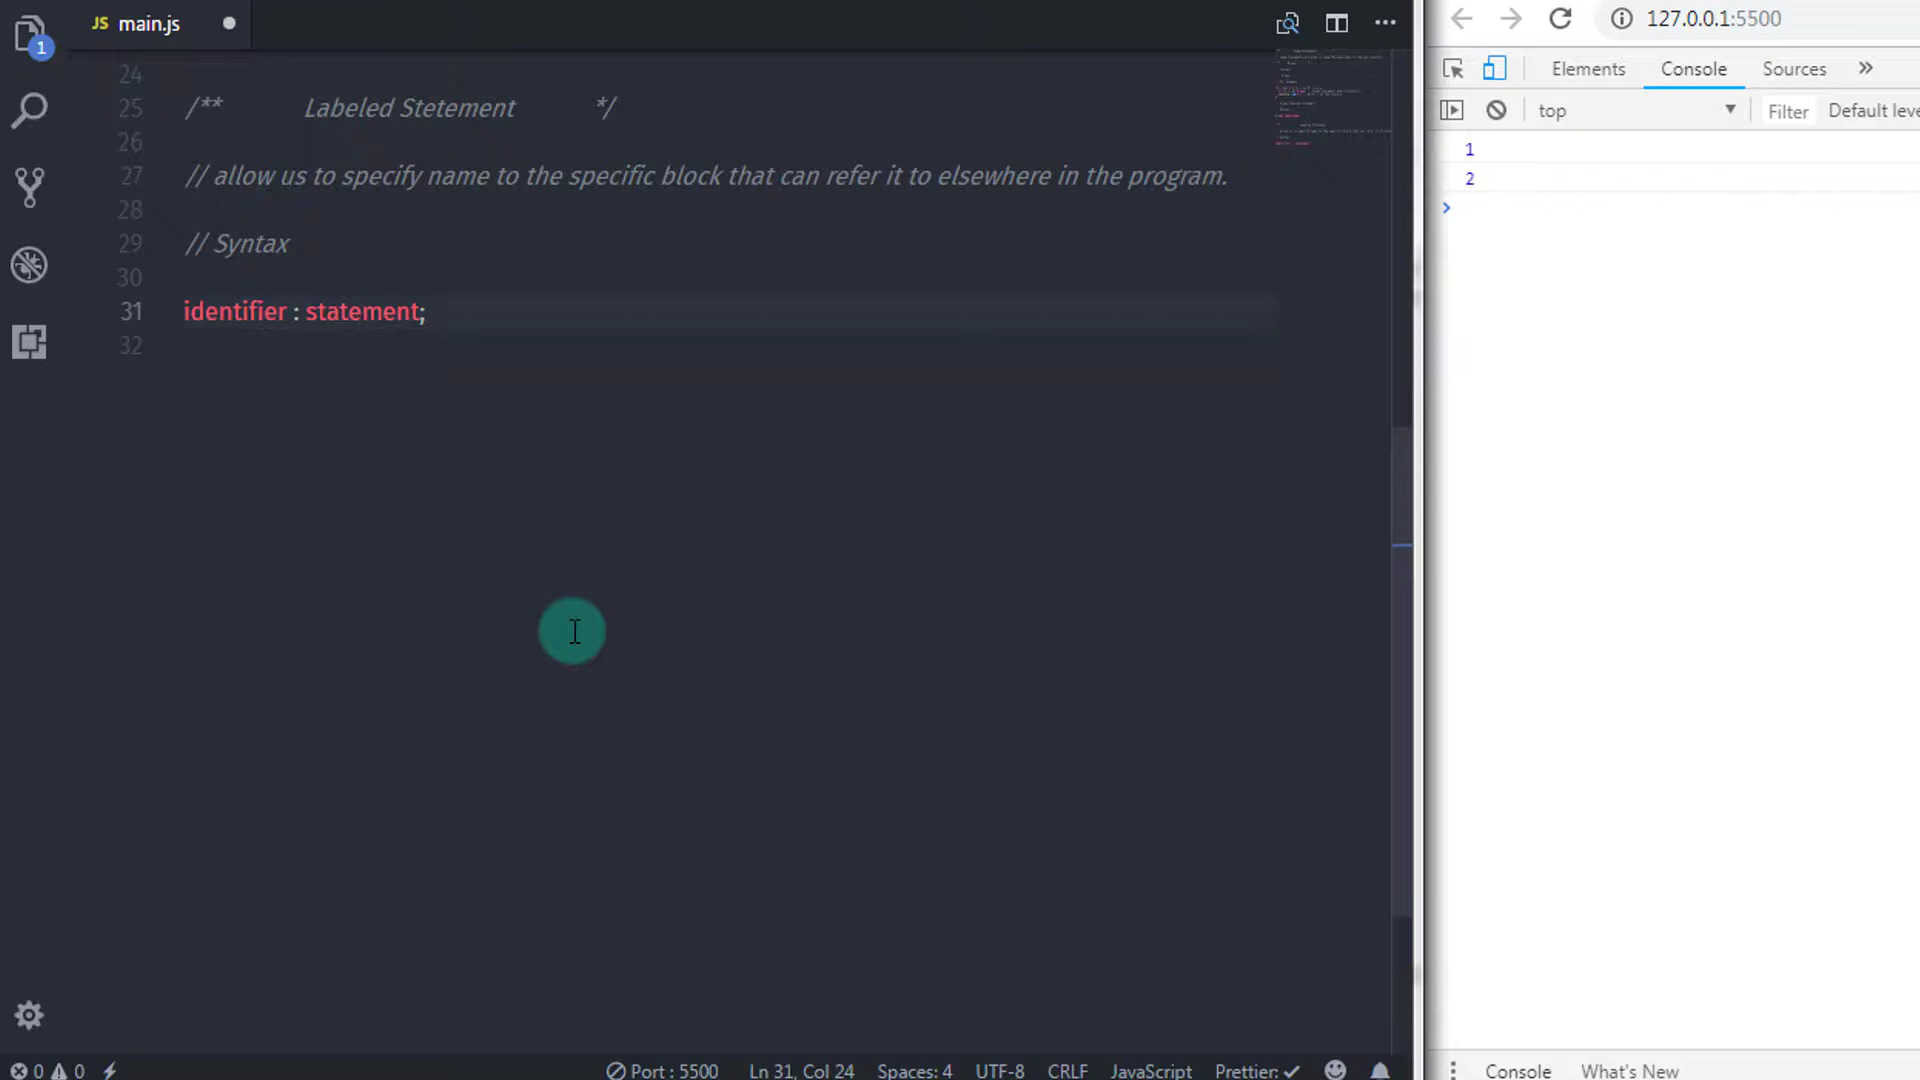 JS main.js
127.0.0.1:5500
1
Elements Console Sources
top Filter Default leve
24
25 /** Labeled Stetement */
26
27 // allow us to specify name to the specific block that can refer it to elsewhere in the program.
28
29 // Syntax
30
31 identifier : statement;
32
1
2
0 0 Port : 5500 Ln 31, Col 24 Spaces: 4 UTF-8 CRLF JavaScript Prettier: ✓
Console What's New